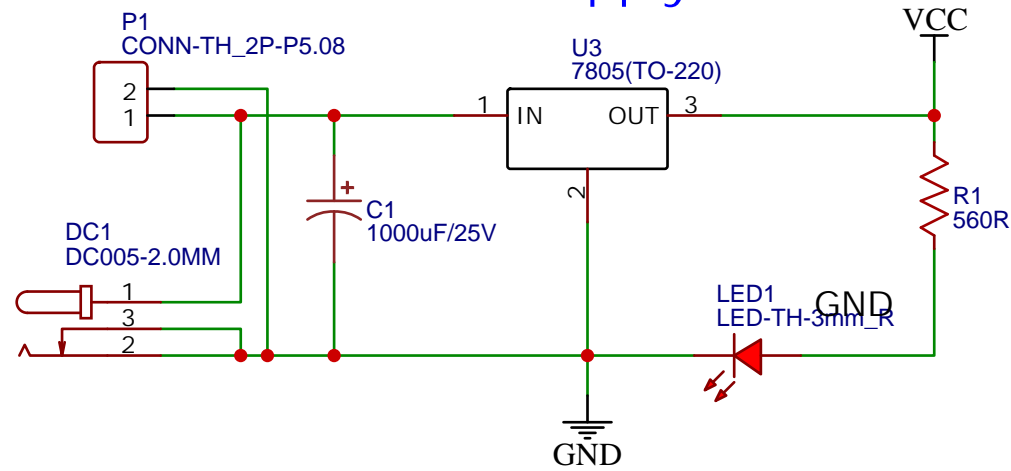 VCC
P1
CONN-TH_2P-P5.08
2
1
U3
7805(TO-220)
1
IN
OUT
3
2
C1
1000uF/25V
R1
560R
DC1
DC005-2.0MM
1
3
2
LED1
GND
LED-TH-3mm_R
GND